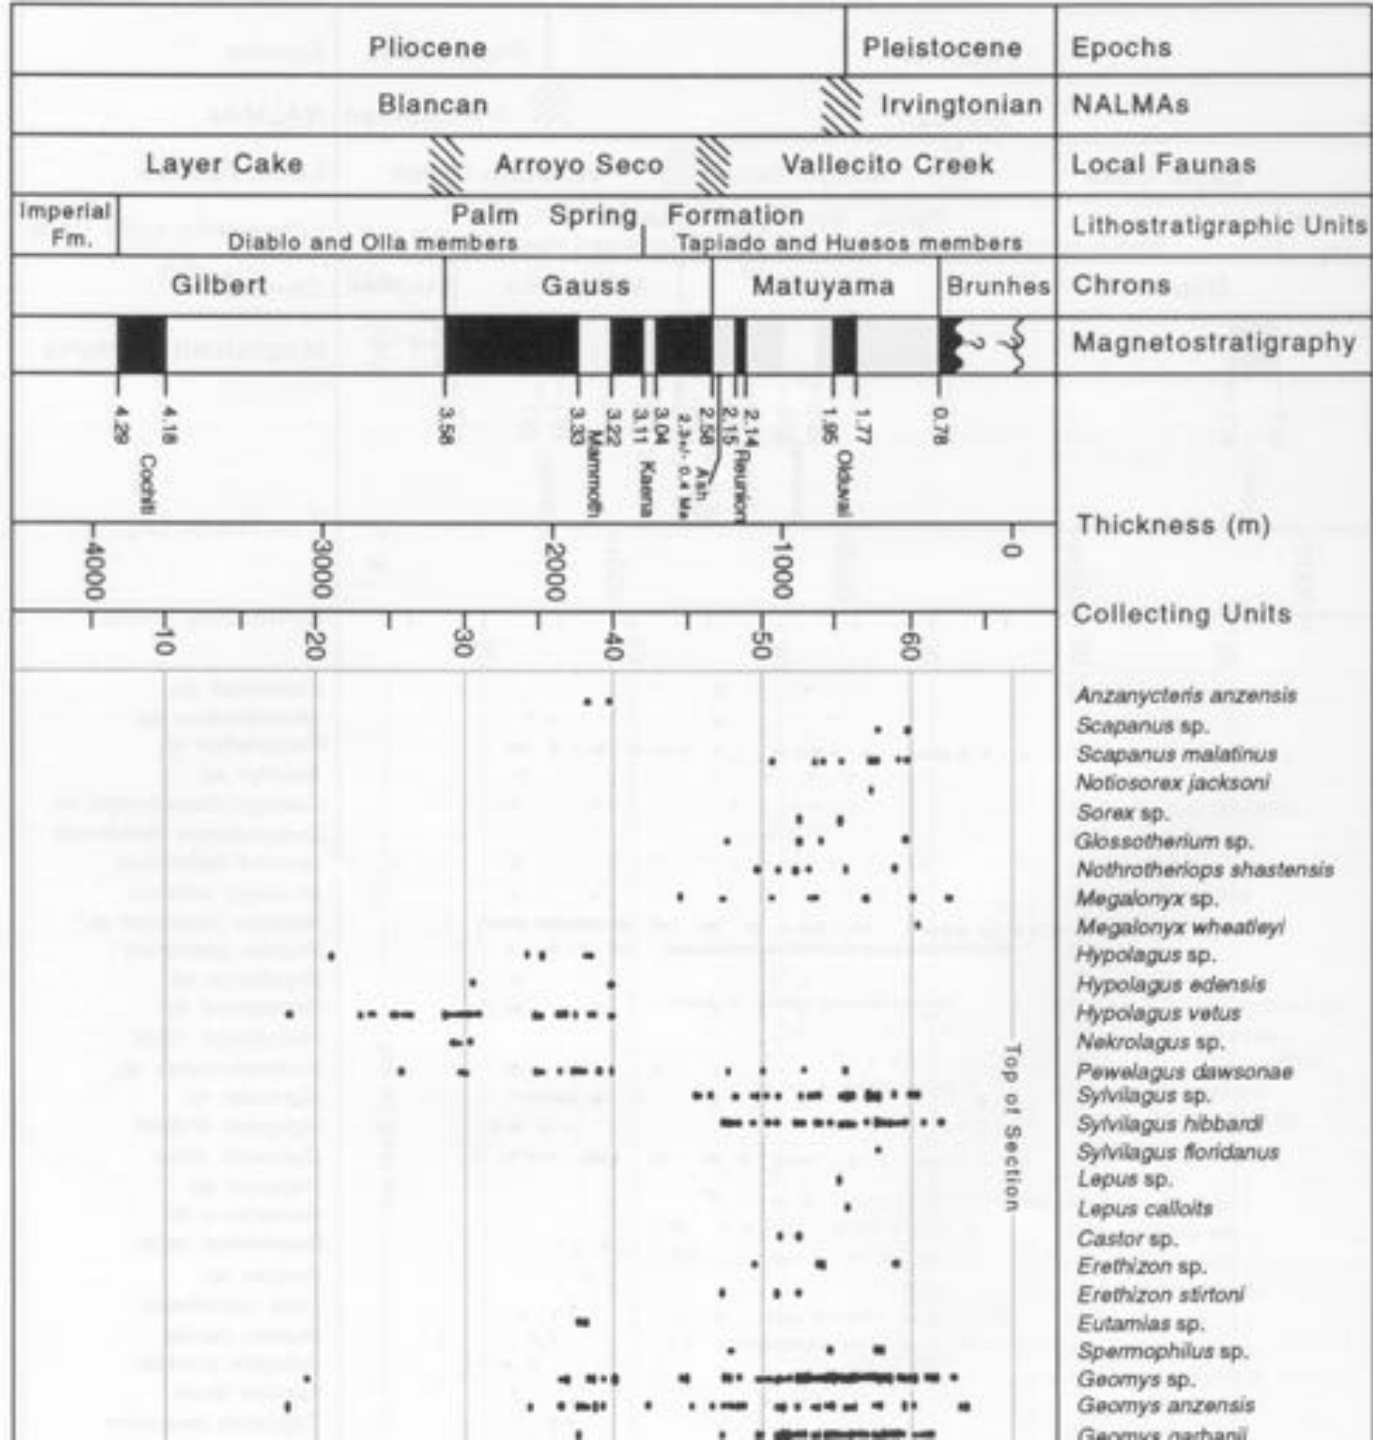 Pliocene Pleistocene Epochs
Blancan Irvingtonian NALMAs
Layer Cake Arroyo Seco Vallecito Creek Local Faunas
Imperial Fm. Palm Spring Formation Lithostratigraphic Units
Diablo and Olla members Tapiado and Huesos members
Gilbert Gauss Matuyama Brunhes Chrons
? ? Magnetostratigraphy
4.29
Cochiti
4.18
3.58
3.33
Mammoth
3.22
3.11
Kaena
3.04
2.3+/- 0.4 Ma
Ash
2.58
2.15
Reunion
2.14
1.95
Olduvai
1.77
0.78
Thickness (m)
4000 3000 2000 1000 0
Collecting Units
10 20 30 40 50 60
Anzanycteris anzensis
Scapanus sp.
Scapanus malatinus
Notiosorex jacksoni
Sorex sp.
Glossotherium sp.
Nothrotheriops shastensis
Megalonyx sp.
Megalonyx wheatleyi
Hypolagus sp.
Hypolagus edensis
Hypolagus vetus
Nekrolagus sp.
Pewelagus dawsonae
Sylvilagus sp.
Sylvilagus hibbardi
Sylvilagus floridanus
Lepus sp.
Lepus calloits
Castor sp.
Erethizon sp.
Erethizon stirtoni
Eutamias sp.
Spermophilus sp.
Geomys sp.
Geomys anzensis
Geomys garbanii
Top of Section